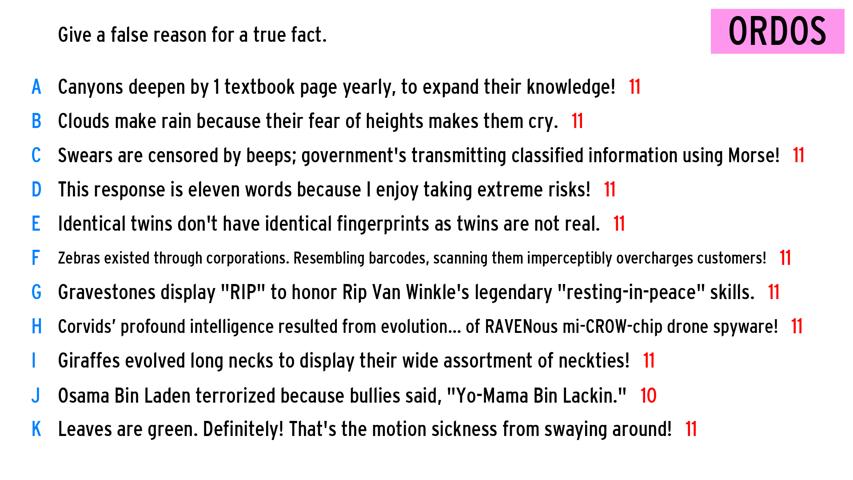 Give a false reason for a true fact.
ORDOS
A Canyons deepen by 1 textbook page yearly, to expand their knowledge! 11
B Clouds make rain because their fear of heights makes them cry. 11
C Swears are censored by beeps; government's transmitting classified information using Morse! 11
D This response is eleven words because I enjoy taking extreme risks! 11
E Identical twins don't have identical fingerprints as twins are not real. 11
F Zebras existed through corporations. Resembling barcodes, scanning them imperceptibly overcharges customers! 11
G Gravestones display "RIP" to honor Rip Van Winkle's legendary "resting-in-peace" skills. 11
H Corvids’ profound intelligence resulted from evolution... of RAVENous mi-CROW-chip drone spyware! 11
I Giraffes evolved long necks to display their wide assortment of neckties! 11
J Osama Bin Laden terrorized because bullies said, "Yo-Mama Bin Lackin." 10
K Leaves are green. Definitely! That's the motion sickness from swaying around! 11